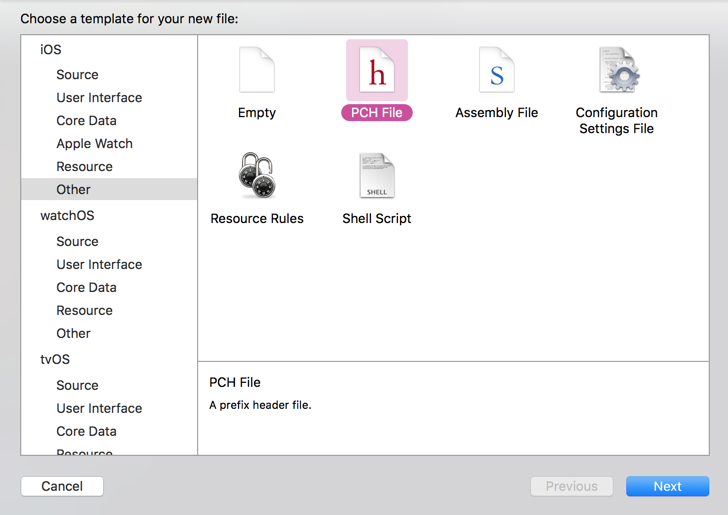 Choose a template for your new file:
iOS
Source
User Interface
Core Data
Apple Watch
Resource
Other
watchOS
Source
User Interface
Core Data
Resource
Other
tvOS
Source
User Interface
Core Data
Resource
h
S
SHELL
Empty
PCH File
Assembly File
Configuration
Settings File
Resource Rules
Shell Script
PCH File
A prefix header file.
Cancel
Previous
Next